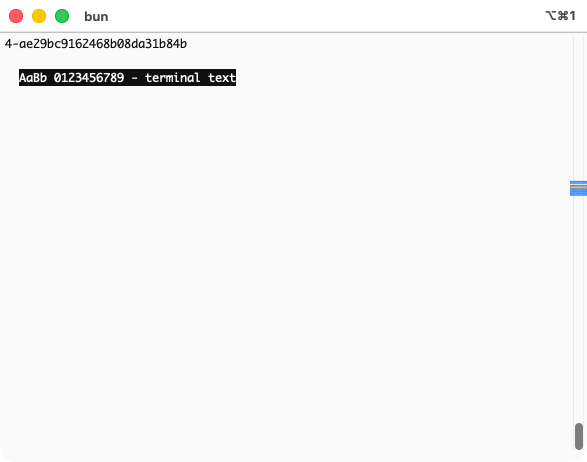 bun ⌥⌘1
4-ae29bc9162468b08da31b84b
AaBb 0123456789 - terminal text